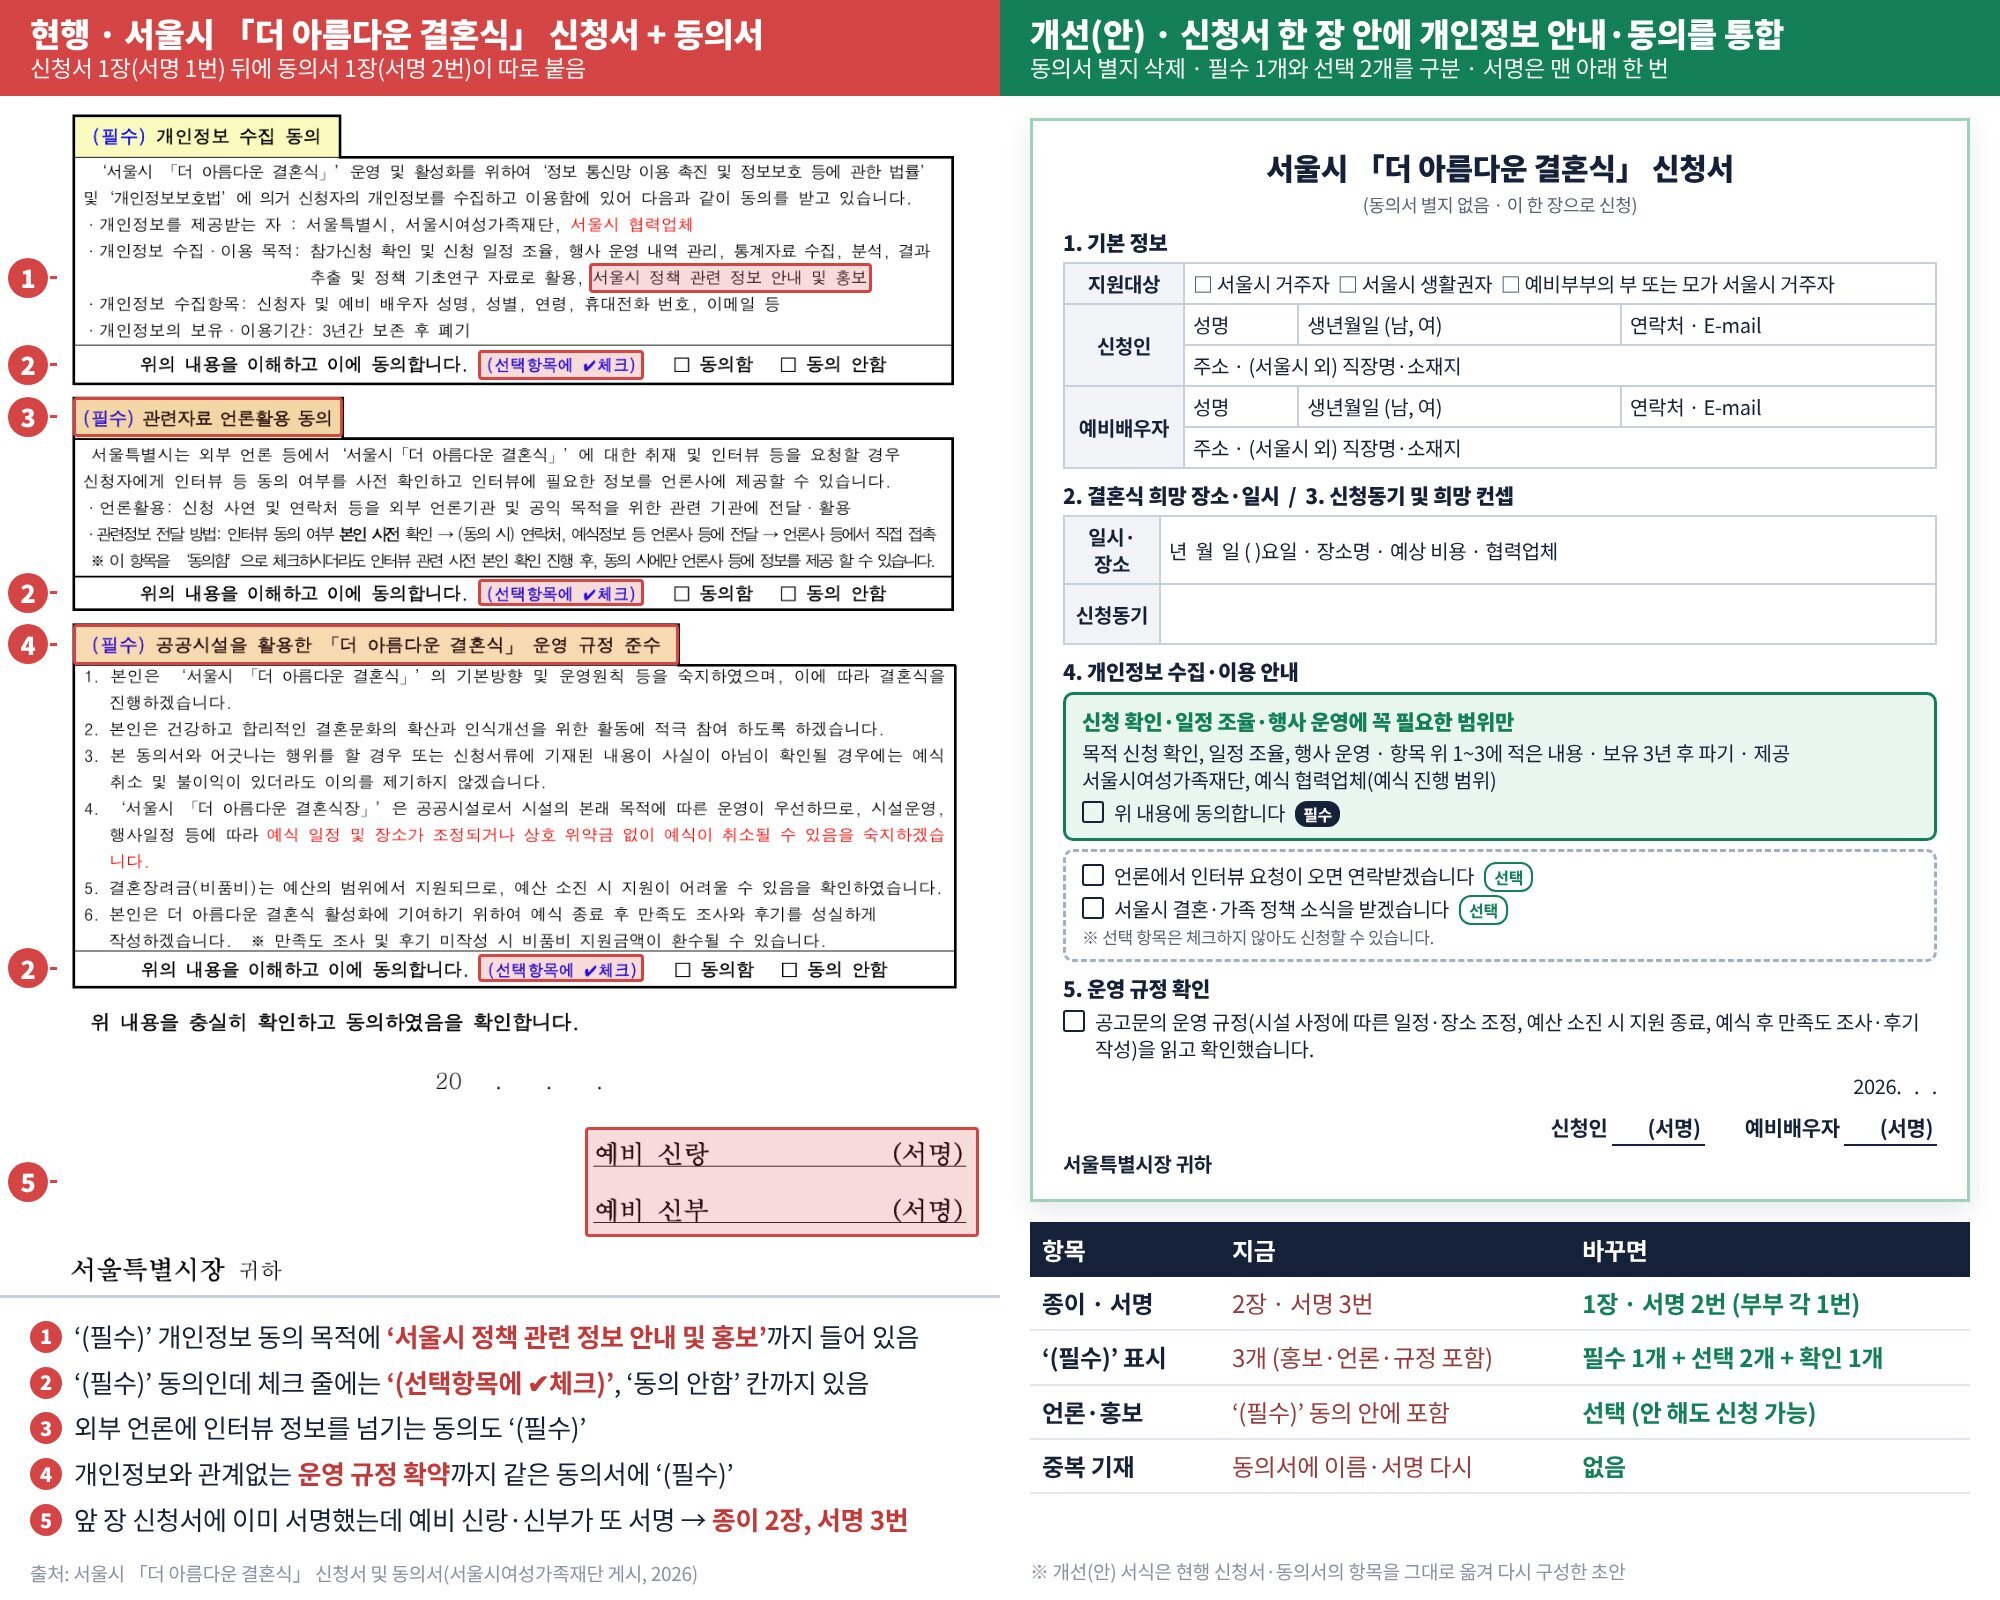 현행 · 서울시 「더 아름다운 결혼식」 신청서 + 동의서
신청서 1장(서명 1번) 뒤에 동의서 1장(서명 2번)이 따로 붙음
(필수) 개인정보 수집 동의
‘서울시 「더 아름다운 결혼식」’ 운영 및 활성화를 위하여 ‘정보 통신망 이용 촉진 및 정보보호 등에 관한 법률’
및 ‘개인정보보호법’ 에 의거 신청자의 개인정보를 수집하고 이용함에 있어 다음과 같이 동의를 받고 있습니다.
· 개인정보를 제공받는 자 : 서울특별시, 서울시여성가족재단, 서울시 협력업체
· 개인정보 수집 · 이용 목적: 참가신청 확인 및 신청 일정 조율, 행사 운영 내역 관리, 통계자료 수집, 분석, 결과
1
추출 및 정책 기초연구 자료로 활용, 서울시 정책 관련 정보 안내 및 홍보
· 개인정보 수집항목: 신청자 및 예비 배우자 성명, 성별, 연령, 휴대전화 번호, 이메일 등
· 개인정보의 보유 · 이용기간: 3년간 보존 후 폐기
2
위의 내용을 이해하고 이에 동의합니다. (선택항목에 ✔체크) □ 동의함 □ 동의 안함
3
(필수) 관련자료 언론활용 동의
서울특별시는 외부 언론 등에서 ‘서울시「더 아름다운 결혼식」’ 에 대한 취재 및 인터뷰 등을 요청할 경우
신청자에게 인터뷰 등 동의 여부를 사전 확인하고 인터뷰에 필요한 정보를 언론사에 제공할 수 있습니다.
· 언론활용: 신청 사연 및 연락처 등을 외부 언론기관 및 공익 목적을 위한 관련 기관에 전달 · 활용
· 관련정보 전달 방법: 인터뷰 동의 여부 본인 사전 확인 → (동의 시) 연락처, 예식정보 등 언론사 등에 전달 → 언론사 등에서 직접 접촉
※ 이 항목을 ‘동의함’ 으로 체크하시더라도 인터뷰 관련 사전 본인 확인 진행 후, 동의 시에만 언론사 등에 정보를 제공 할 수 있습니다.
2
위의 내용을 이해하고 이에 동의합니다. (선택항목에 ✔체크) □ 동의함 □ 동의 안함
4
(필수) 공공시설을 활용한 「더 아름다운 결혼식」 운영 규정 준수
1. 본인은 ‘서울시 「더 아름다운 결혼식」’ 의 기본방향 및 운영원칙 등을 숙지하였으며, 이에 따라 결혼식을
진행하겠습니다.
2. 본인은 건강하고 합리적인 결혼문화의 확산과 인식개선을 위한 활동에 적극 참여 하도록 하겠습니다.
3. 본 동의서와 어긋나는 행위를 할 경우 또는 신청서류에 기재된 내용이 사실이 아님이 확인될 경우에는 예식
취소 및 불이익이 있더라도 이의를 제기하지 않겠습니다.
4. ‘서울시 「더 아름다운 결혼식장」’ 은 공공시설로서 시설의 본래 목적에 따른 운영이 우선하므로, 시설운영,
행사일정 등에 따라 예식 일정 및 장소가 조정되거나 상호 위약금 없이 예식이 취소될 수 있음을 숙지하겠습
니다.
5. 결혼장려금(비품비)는 예산의 범위에서 지원되므로, 예산 소진 시 지원이 어려울 수 있음을 확인하였습니다.
6. 본인은 더 아름다운 결혼식 활성화에 기여하기 위하여 예식 종료 후 만족도 조사와 후기를 성실하게
작성하겠습니다. ※ 만족도 조사 및 후기 미작성 시 비품비 지원금액이 환수될 수 있습니다.
2
위의 내용을 이해하고 이에 동의합니다. (선택항목에 ✔체크) □ 동의함 □ 동의 안함
위 내용을 충실히 확인하고 동의하였음을 확인합니다.
20 . . .
5
예비 신랑 (서명)
예비 신부 (서명)
서울특별시장 귀하
1 ‘(필수)’ 개인정보 동의 목적에 ‘서울시 정책 관련 정보 안내 및 홍보’까지 들어 있음
2 ‘(필수)’ 동의인데 체크 줄에는 ‘(선택항목에 ✔체크)’, ‘동의 안함’ 칸까지 있음
3 외부 언론에 인터뷰 정보를 넘기는 동의도 ‘(필수)’
4 개인정보와 관계없는 운영 규정 확약까지 같은 동의서에 ‘(필수)’
5 앞 장 신청서에 이미 서명했는데 예비 신랑·신부가 또 서명 → 종이 2장, 서명 3번
출처: 서울시 「더 아름다운 결혼식」 신청서 및 동의서(서울시여성가족재단 게시, 2026)
개선(안) · 신청서 한 장 안에 개인정보 안내·동의를 통합
동의서 별지 삭제 · 필수 1개와 선택 2개를 구분 · 서명은 맨 아래 한 번
서울시 「더 아름다운 결혼식」 신청서
(동의서 별지 없음 · 이 한 장으로 신청)
1. 기본 정보
지원대상 □ 서울시 거주자 □ 서울시 생활권자 □ 예비부부의 부 또는 모가 서울시 거주자
신청인 성명 생년월일 (남, 여) 연락처 · E-mail
주소 · (서울시 외) 직장명·소재지
예비배우자 성명 생년월일 (남, 여) 연락처 · E-mail
주소 · (서울시 외) 직장명·소재지
2. 결혼식 희망 장소·일시 / 3. 신청동기 및 희망 컨셉
일시·
장소
년 월 일 ( )요일 · 장소명 · 예상 비용 · 협력업체
신청동기
4. 개인정보 수집·이용 안내
신청 확인·일정 조율·행사 운영에 꼭 필요한 범위만
목적 신청 확인, 일정 조율, 행사 운영 · 항목 위 1~3에 적은 내용 · 보유 3년 후 파기 · 제공
서울시여성가족재단, 예식 협력업체(예식 진행 범위)
□ 위 내용에 동의합니다 필수
□ 언론에서 인터뷰 요청이 오면 연락받겠습니다 선택
□ 서울시 결혼·가족 정책 소식을 받겠습니다 선택
※ 선택 항목은 체크하지 않아도 신청할 수 있습니다.
5. 운영 규정 확인
□ 공고문의 운영 규정(시설 사정에 따른 일정·장소 조정, 예산 소진 시 지원 종료, 예식 후 만족도 조사·후기
작성)을 읽고 확인했습니다.
2026. . .
신청인 (서명) 예비배우자 (서명)
서울특별시장 귀하
항목 지금 바꾸면
종이 · 서명 2장 · 서명 3번 1장 · 서명 2번 (부부 각 1번)
‘(필수)’ 표시 3개 (홍보·언론·규정 포함) 필수 1개 + 선택 2개 + 확인 1개
언론·홍보 ‘(필수)’ 동의 안에 포함 선택 (안 해도 신청 가능)
중복 기재 동의서에 이름·서명 다시 없음
※ 개선(안) 서식은 현행 신청서·동의서의 항목을 그대로 옮겨 다시 구성한 초안